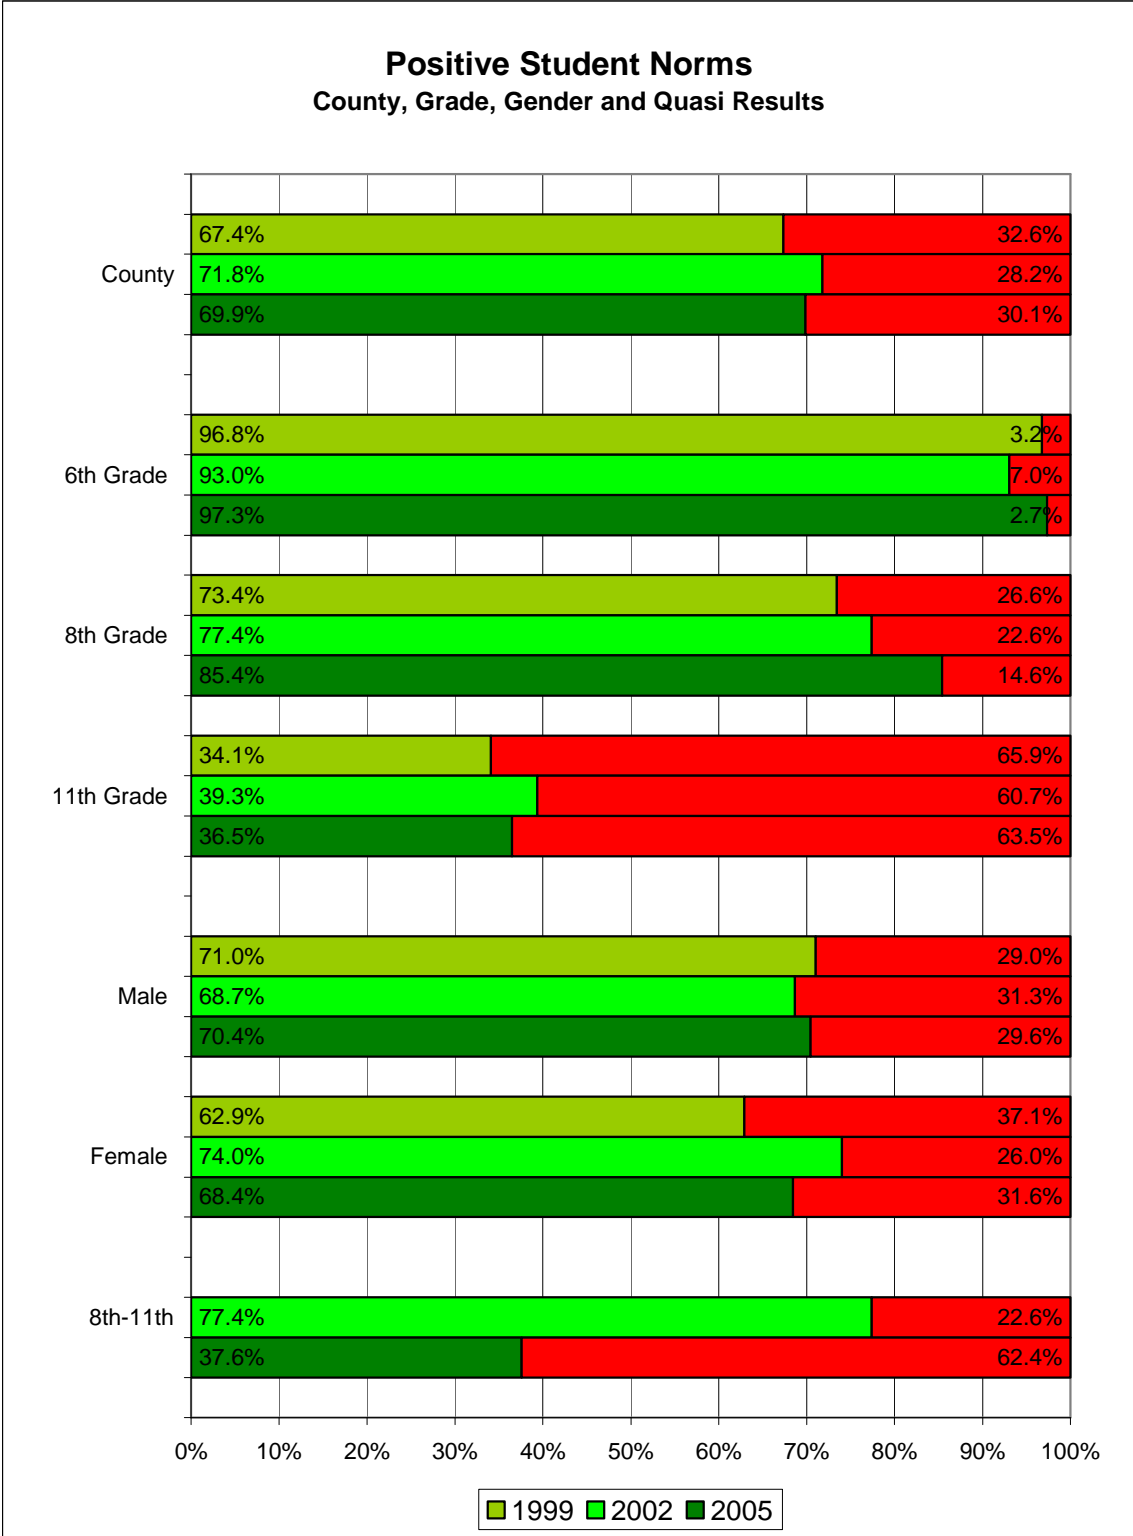 Positive Student Norms
County, Grade, Gender and Quasi Results
67.4% 32.6%
County 71.8% 28.2%
69.9% 30.1%
96.8% 3.2%
6th Grade 93.0% 7.0%
97.3% 2.7%
73.4% 26.6%
8th Grade 77.4% 22.6%
85.4% 14.6%
34.1% 65.9%
11th Grade 39.3% 60.7%
36.5% 63.5%
71.0% 29.0%
Male 68.7% 31.3%
70.4% 29.6%
62.9% 37.1%
Female 74.0% 26.0%
68.4% 31.6%
8th-11th 77.4% 22.6%
37.6% 62.4%
0% 10% 20% 30% 40% 50% 60% 70% 80% 90% 100%
1999 2002 2005